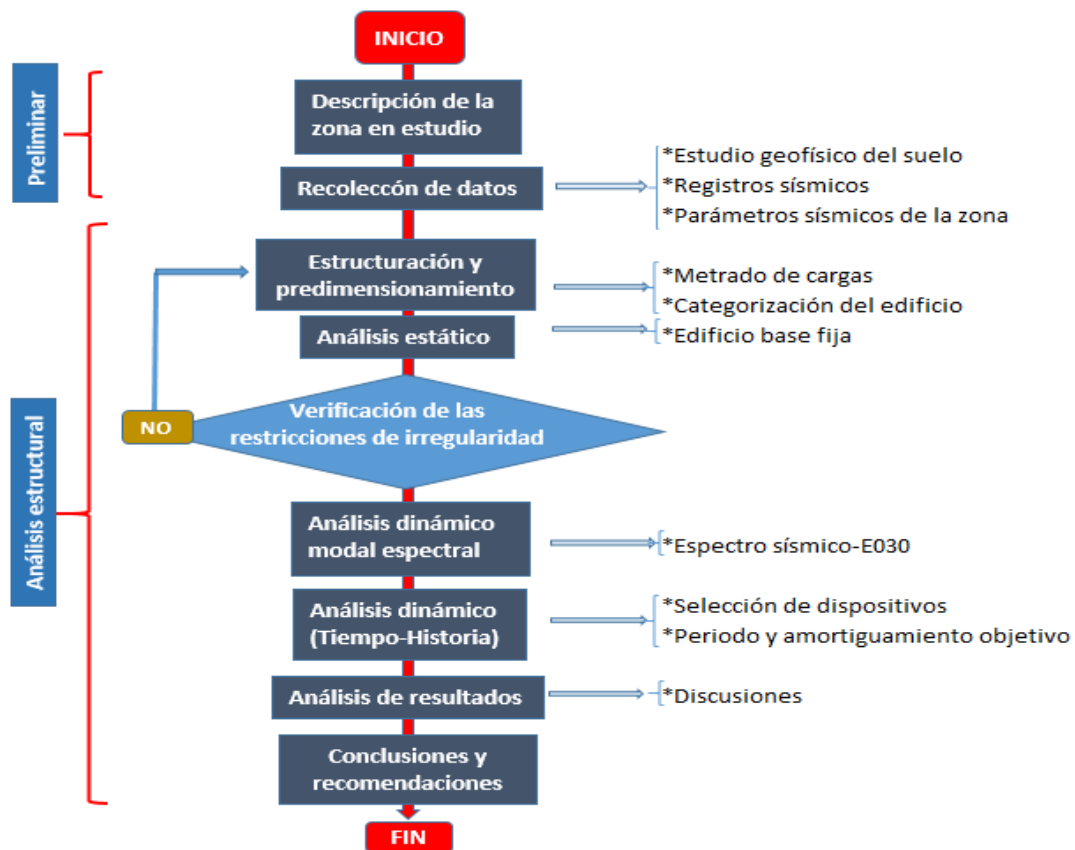 INICIO
Preliminar
Descripción de la
zona en estudio
Recoleccón de datos
*Estudio geofísico del suelo
*Registros sísmicos
*Parámetros sísmicos de la zona
Análisis estructural
Estructuración y
predimensionamiento
*Metrado de cargas
*Categorización del edificio
Análisis estático
*Edificio base fija
Verificación de las
restricciones de irregularidad
NO
Análisis dinámico
modal espectral
*Espectro sísmico-E030
Análisis dinámico
(Tiempo-Historia)
*Selección de dispositivos
*Periodo y amortiguamiento objetivo
Análisis de resultados
*Discusiones
Conclusiones y
recomendaciones
FIN